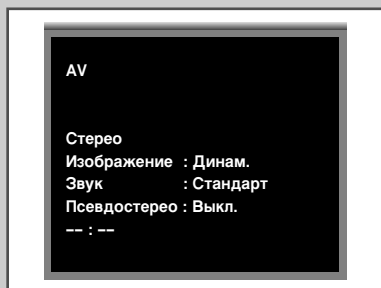 AV
Стерео
Изображение : Динам.
Звук : Стандарт
Псевдостерео : Выкл.
-- : --